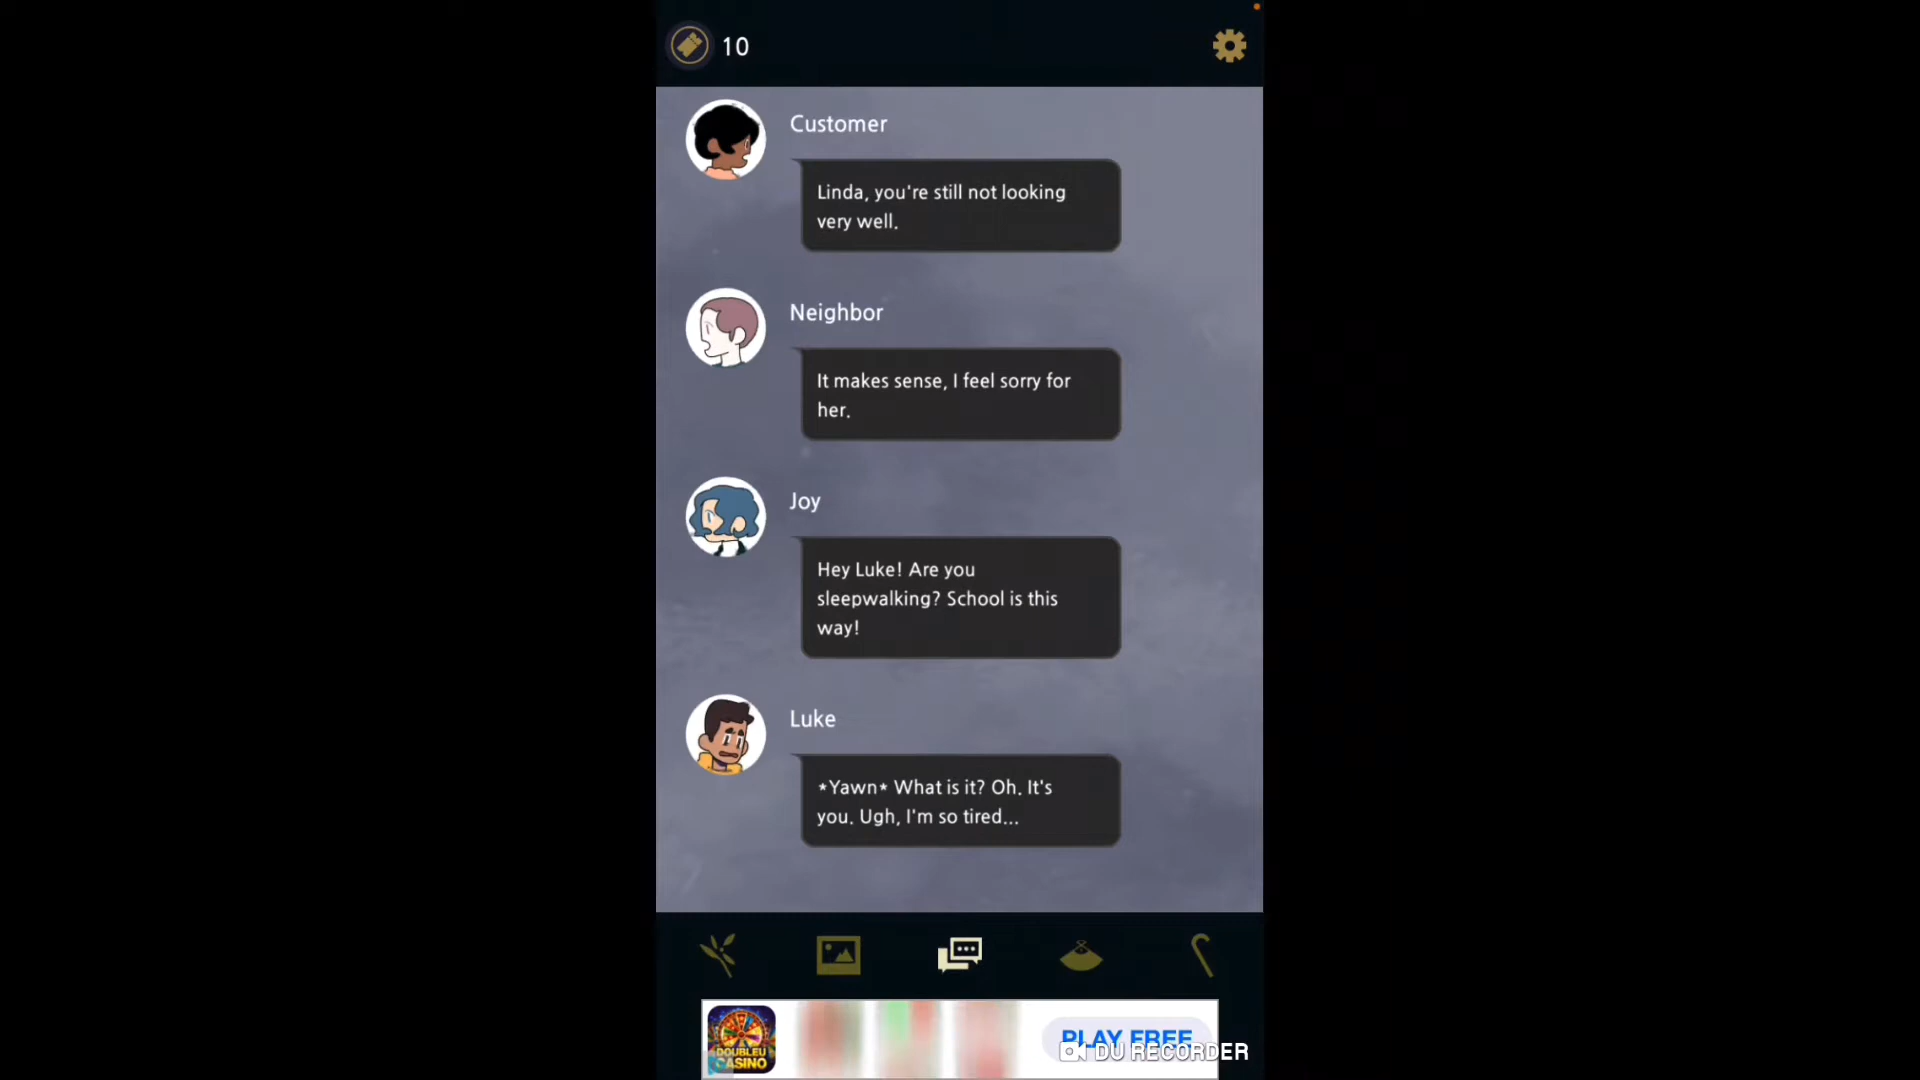 10
Customer
Linda, you're still not looking
very well.
Neighbor
It makes sense, I feel sorry for
her.
Joy
Hey Luke! Are you
sleepwalking? School is this
way!
Luke
*Yawn* What is it? Oh. It's
you. Ugh, I'm so tired...
DOUBLEU
CASINO
PLAY FREE
DU RECORDER